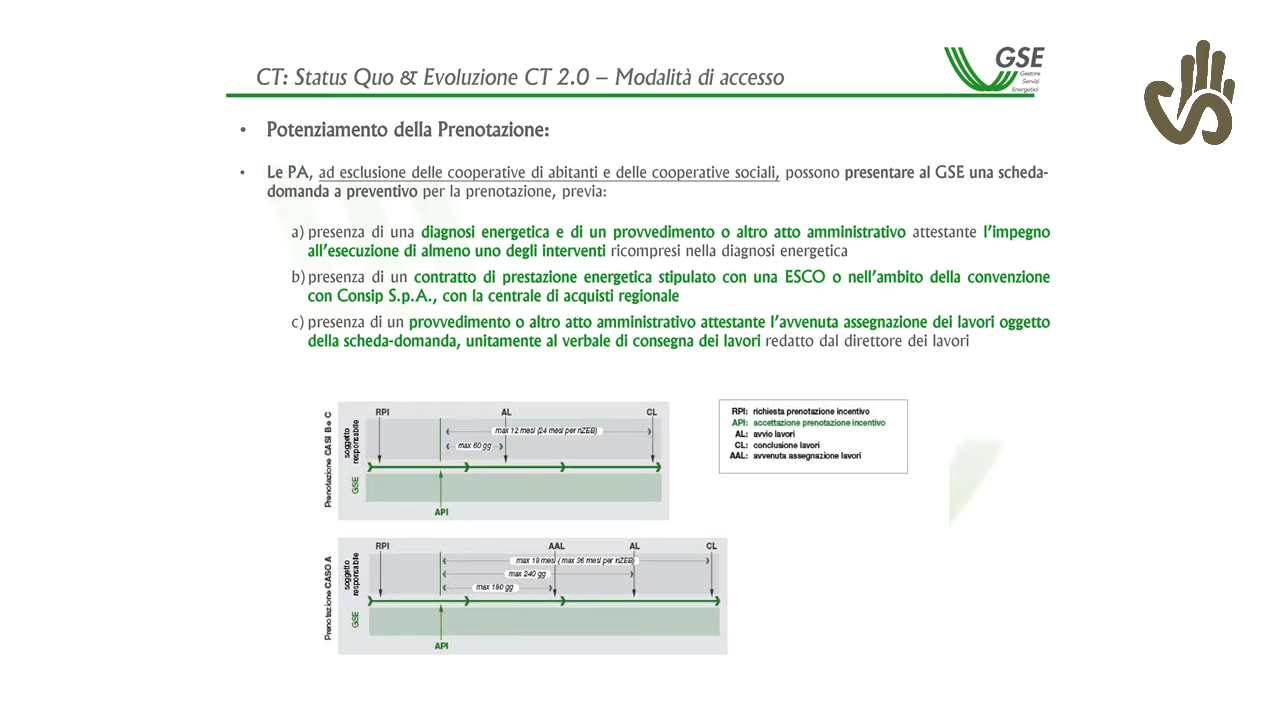 CT: Status Quo & Evoluzione CT 2.0 – Modalità di accesso
GSE
Gestore
Servizi
Energetici
• Potenziamento della Prenotazione:
• Le PA, ad esclusione delle cooperative di abitanti e delle cooperative sociali, possono presentare al GSE una scheda-
domanda a preventivo per la prenotazione, previa:
a) presenza di una diagnosi energetica e di un provvedimento o altro atto amministrativo attestante l'impegno
all'esecuzione di almeno uno degli interventi ricompresi nella diagnosi energetica
b) presenza di un contratto di prestazione energetica stipulato con una ESCO o nell'ambito della convenzione
con Consip S.p.A., con la centrale di acquisti regionale
c) presenza di un provvedimento o altro atto amministrativo attestante l'avvenuta assegnazione dei lavori oggetto
della scheda-domanda, unitamente al verbale di consegna dei lavori redatto dal direttore dei lavori
Prenotazione CASI B e C
soggetto
responsabile
GSE
RPI AL CL
max 12 mesi (24 mesi per nZEB)
max 60 gg
API
RPI: richiesta prenotazione incentivo
API: accettazione prenotazione incentivo
AL: avvio lavori
CL: conclusione lavori
AAL: avvenuta assegnazione lavori
Prenotazione CASO A
soggetto
responsabile
GSE
RPI AAL AL CL
max 18 mesi (max 36 mesi per nZEB)
max 240 gg
max 180 gg
API